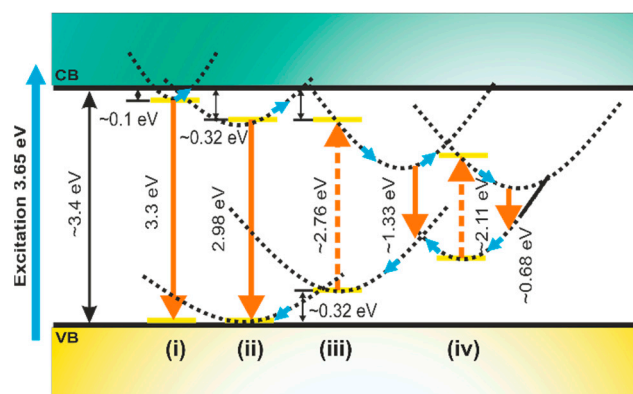 CB
Excitation 3.65 eV
~0.1 eV
~0.32 eV
~3.4 eV
3.3 eV
2.98 eV
~2.76 eV
~1.33 eV
~2.11 eV
~0.68 eV
~0.32 eV
VB
(i) (ii) (iii) (iv)